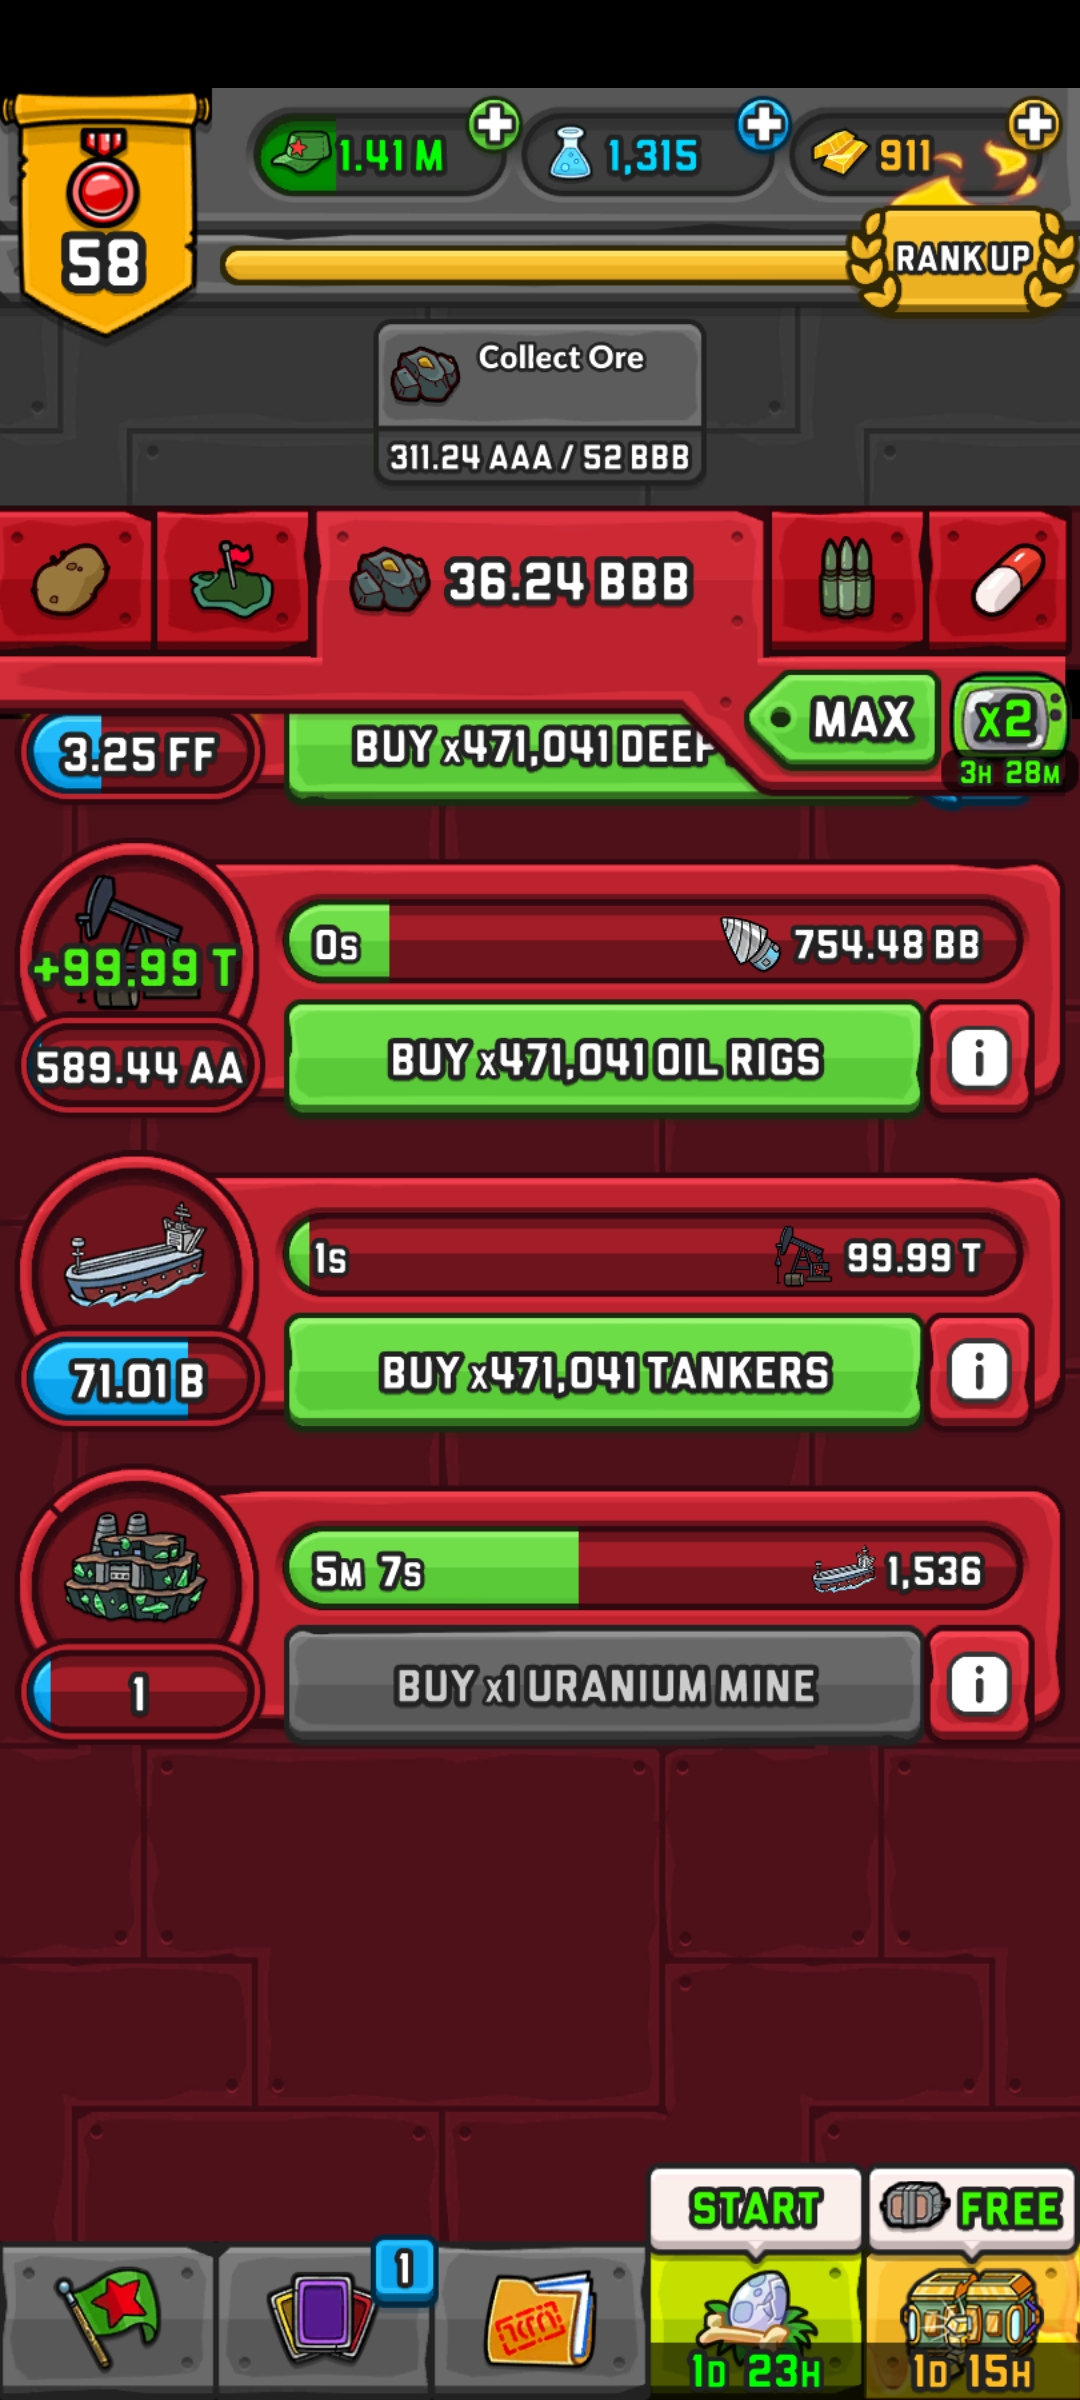 58
1.41 M
1,315
911
RANK UP
Collect Ore
311.24 AAA / 52 BBB
36.24 BBB
MAX
x2
3H 28M
3.25 FF
BUY x471,041 DEEP
+99.99 T
0s
754.48 BB
589.44 AA
BUY x471,041 OIL RIGS
i
1s
99.99 T
71.01 B
BUY x471,041 TANKERS
i
5M 7s
1,536
1
BUY x1 URANIUM MINE
i
START
FREE
1
1D 23H
1D 15H